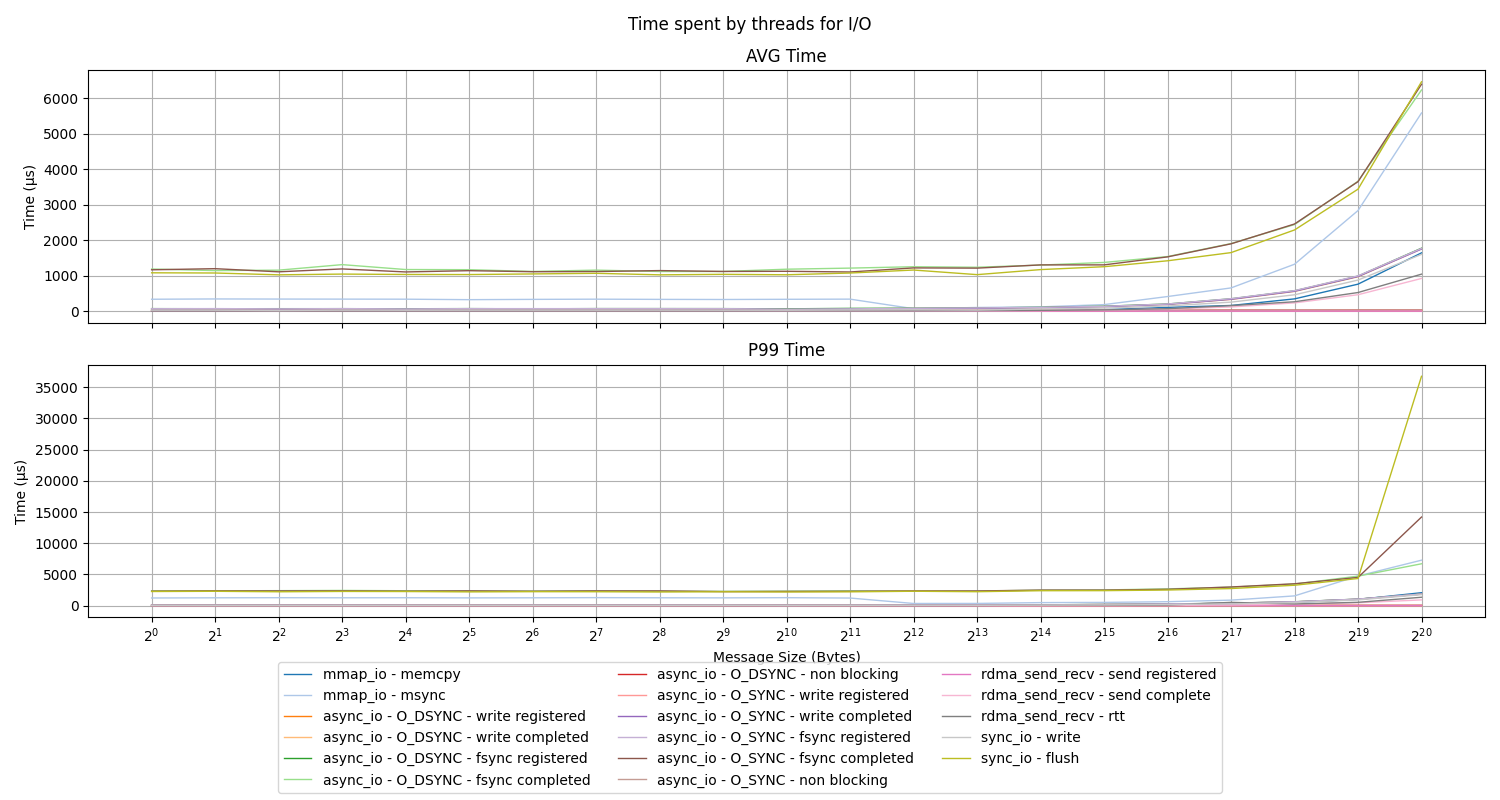 Time spent by threads for I/O
AVG Time
6000
5000
4000
3000
2000
1000
0
Time (µs)
P99 Time
35000
30000
25000
20000
15000
10000
5000
0
Time (µs)
2^0 2^1 2^2 2^3 2^4 2^5 2^6 2^7 2^8 2^9 2^10 2^11 2^12 2^13 2^14 2^15 2^16 2^17 2^18 2^19 2^20
Message Size (Bytes)
mmap_io - memcpy
mmap_io - msync
async_io - O_DSYNC - write registered
async_io - O_DSYNC - write completed
async_io - O_DSYNC - fsync registered
async_io - O_DSYNC - fsync completed
async_io - O_DSYNC - non blocking
async_io - O_SYNC - write registered
async_io - O_SYNC - write completed
async_io - O_SYNC - fsync registered
async_io - O_SYNC - fsync completed
async_io - O_SYNC - non blocking
rdma_send_recv - send registered
rdma_send_recv - send complete
rdma_send_recv - rtt
sync_io - write
sync_io - flush